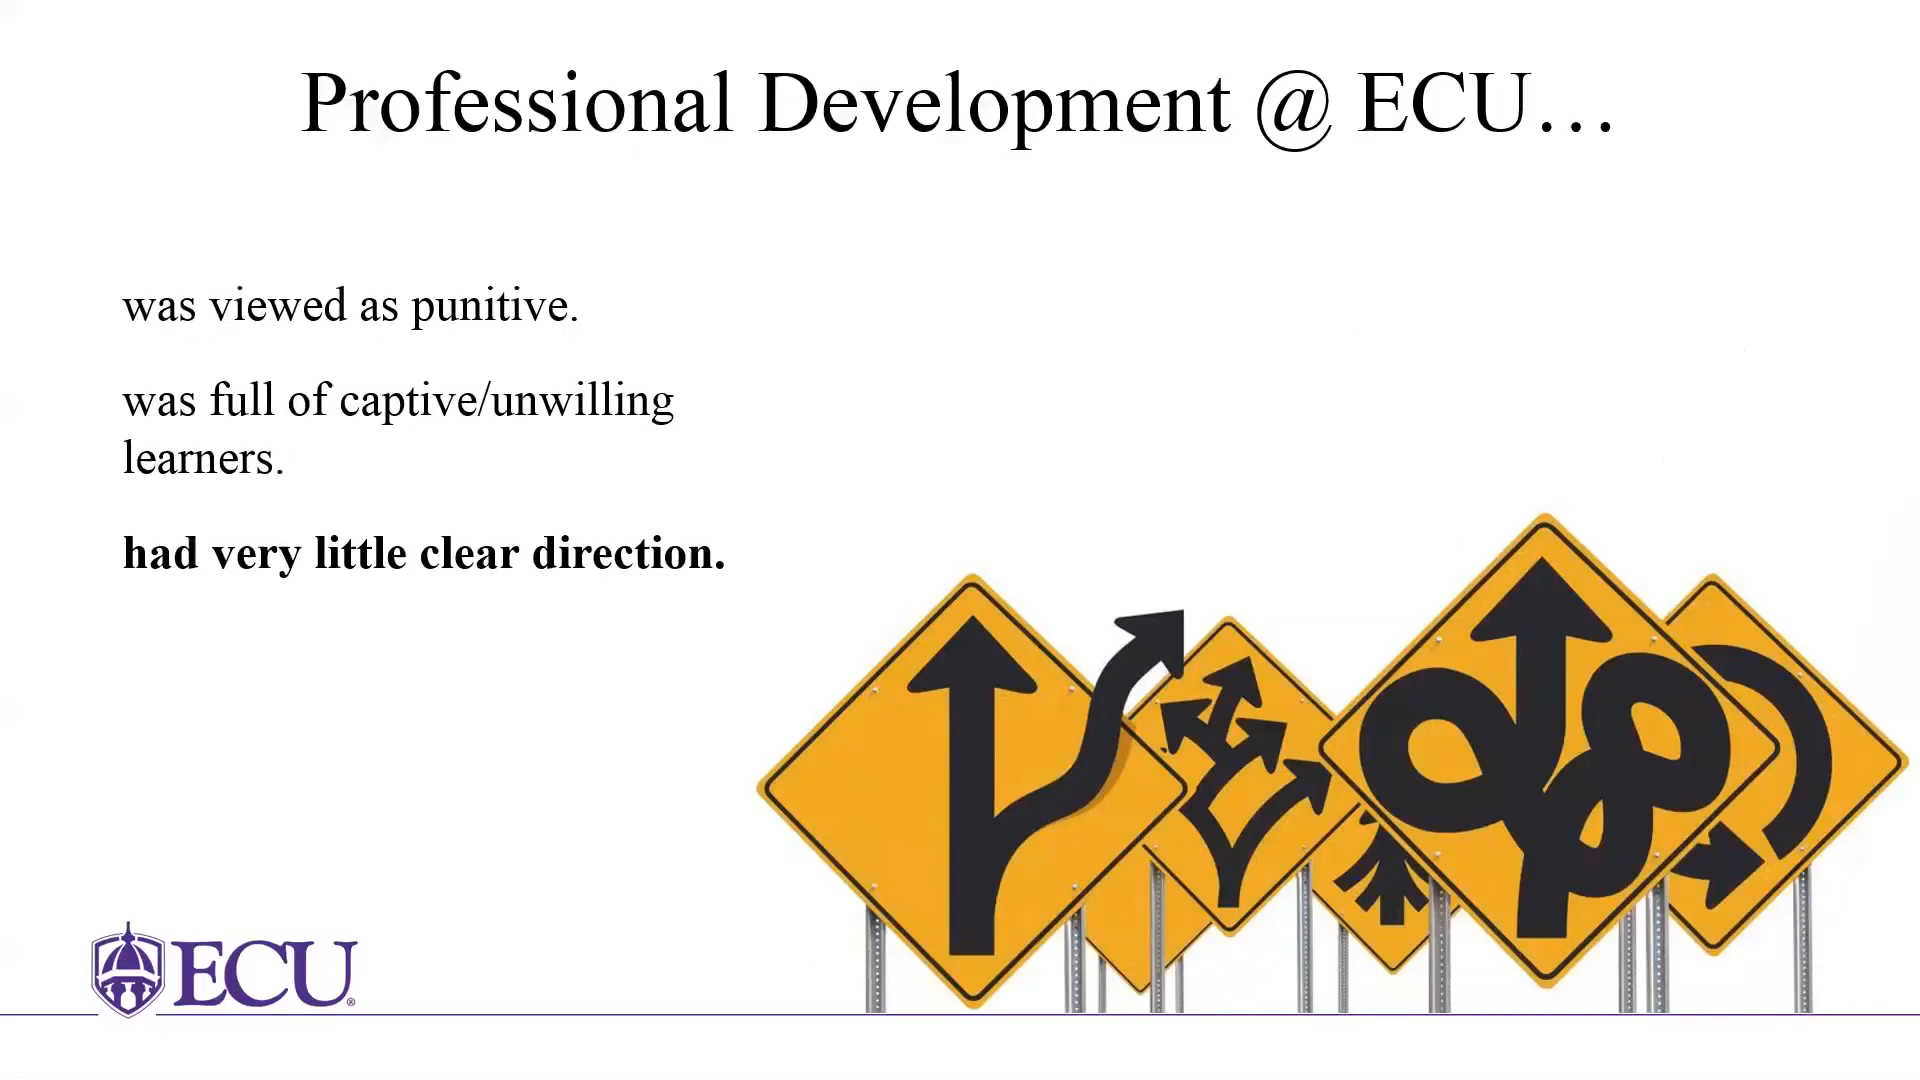 Professional Development @ ECU…
was viewed as punitive.
was full of captive/unwilling
learners.
had very little clear direction.
ECU®